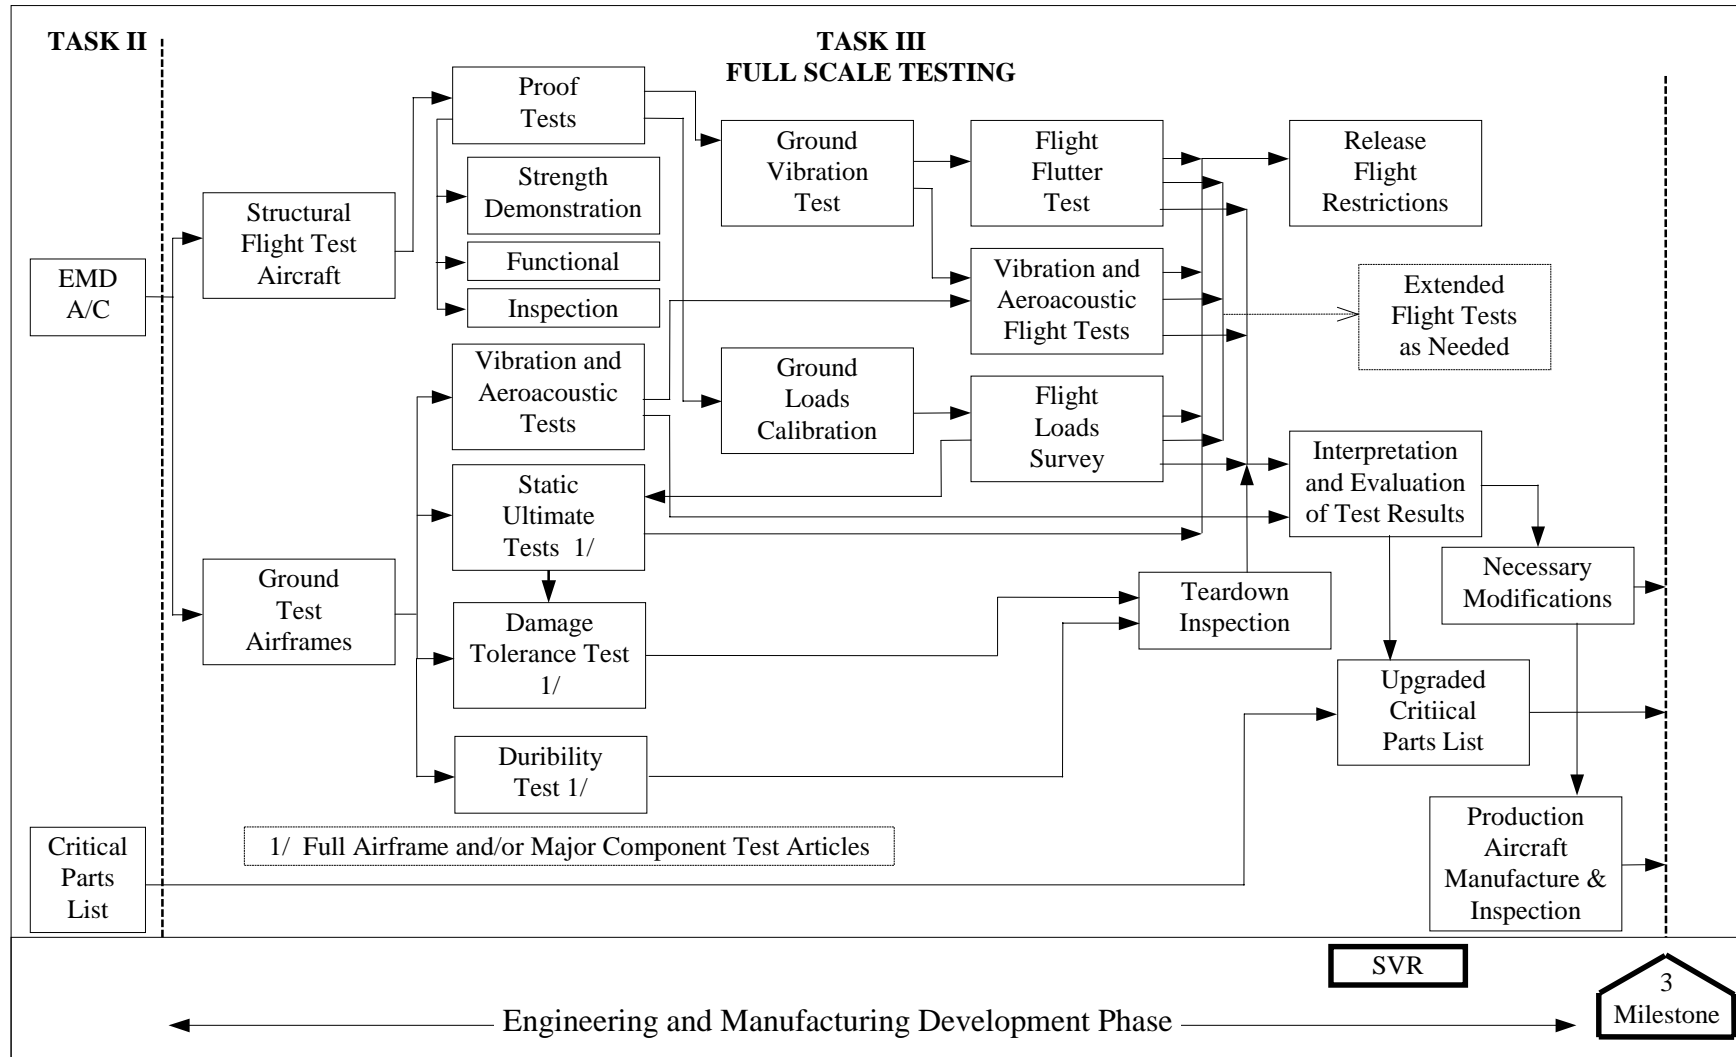 TASK II
TASK III
FULL SCALE TESTING
EMD
A/C
Structural
Flight Test
Aircraft
Proof
Tests
Strength
Demonstration
Functional
Inspection
Ground
Vibration
Test
Flight
Flutter
Test
Release
Flight
Restrictions
Vibration and
Aeroacoustic
Flight Tests
Extended
Flight Tests
as Needed
Vibration and
Aeroacoustic
Tests
Ground
Loads
Calibration
Flight
Loads
Survey
Interpretation
and Evaluation
of Test Results
Static
Ultimate
Tests 1/
Ground
Test
Airframes
Damage
Tolerance Test
1/
Teardown
Inspection
Necessary
Modifications
Upgraded
Critiical
Parts List
Duribility
Test 1/
Critical
Parts
List
1/ Full Airframe and/or Major Component Test Articles
Production
Aircraft
Manufacture &
Inspection
SVR
3
Milestone
Engineering and Manufacturing Development Phase